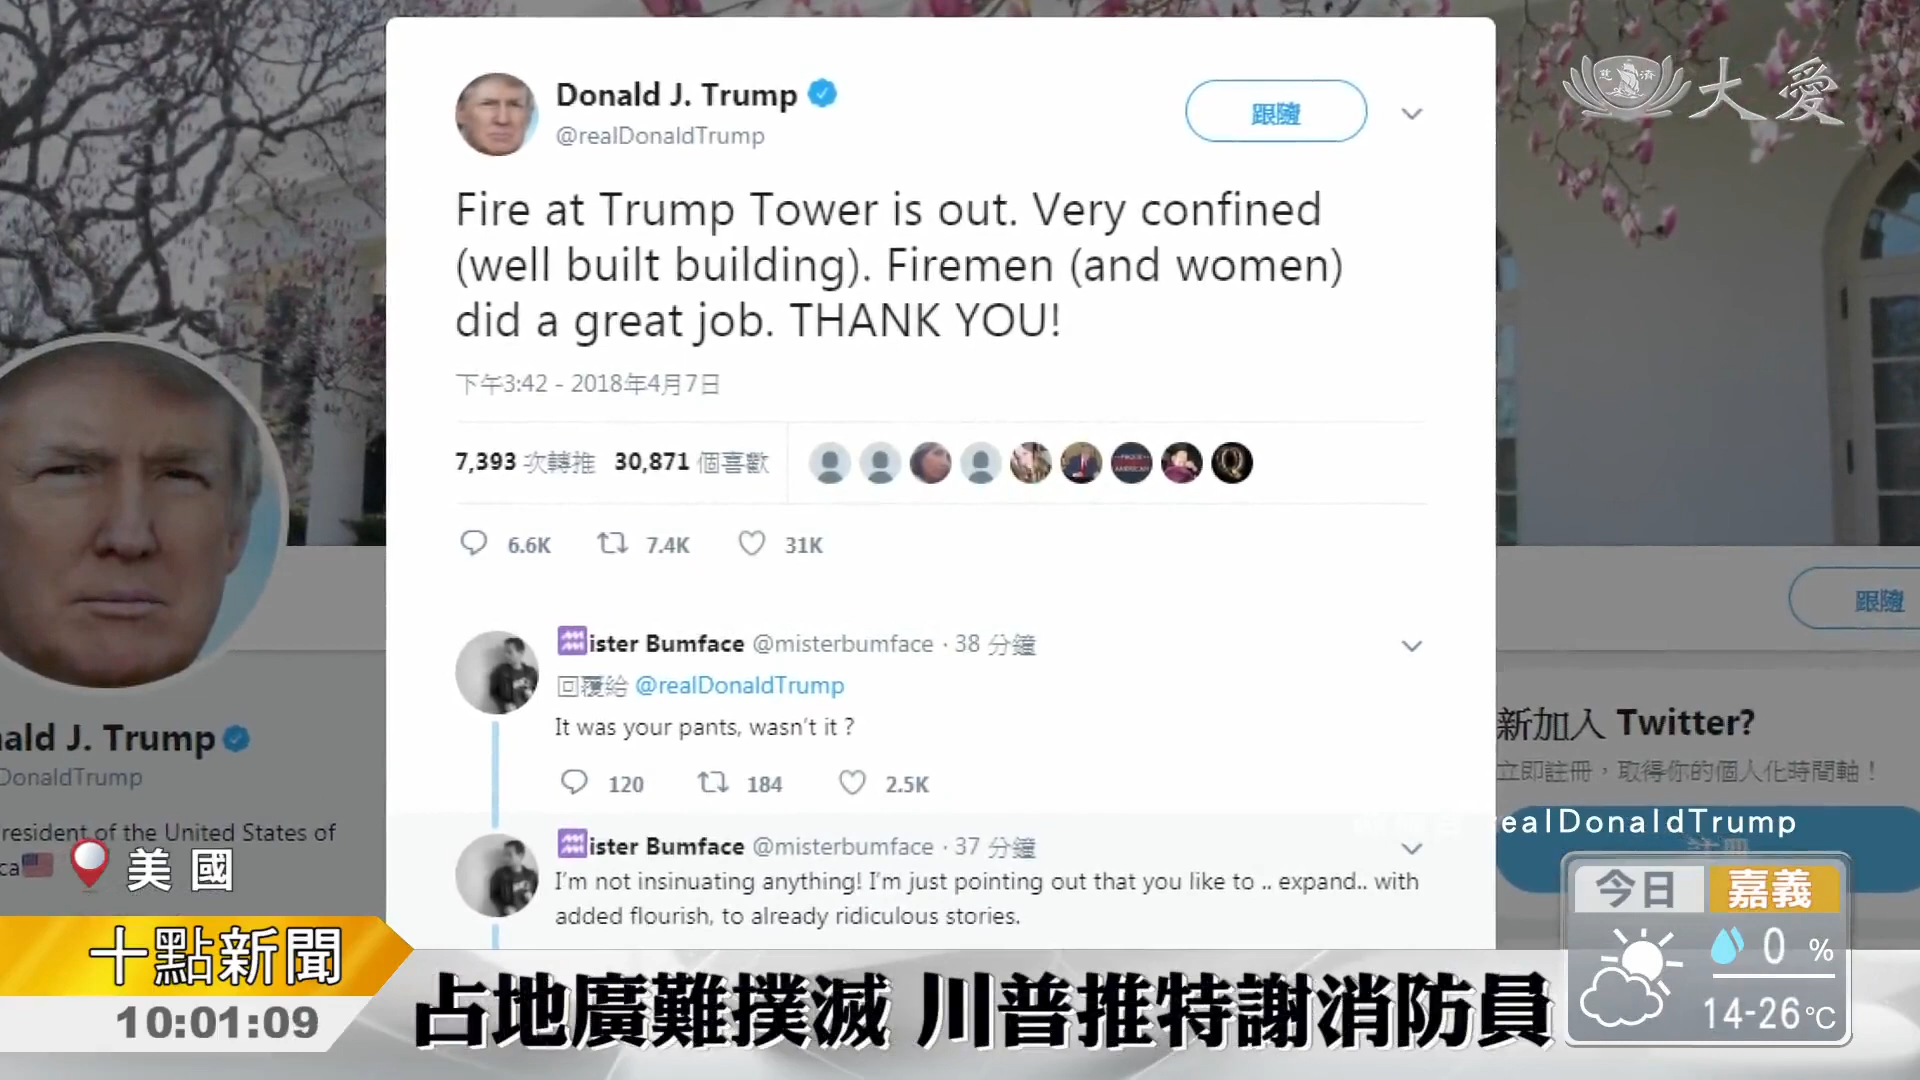 慈 濟
大愛
Donald J. Trump
@realDonaldTrump
跟隨
Fire at Trump Tower is out. Very confined
(well built building). Firemen (and women)
did a great job. THANK YOU!
下午3:42 - 2018年4月7日
7,393 次轉推 30,871 個喜歡
6.6K 7.4K 31K
♒ister Bumface @misterbumface · 38 分鐘
回覆給 @realDonaldTrump
It was your pants, wasn't it ?
120 184 2.5K
♒ister Bumface @misterbumface · 37 分鐘
I'm not insinuating anything! I'm just pointing out that you like to .. expand.. with
added flourish, to already ridiculous stories.
ald J. Trump
DonaldTrump
resident of the United States of
ca
跟隨
新加入 Twitter?
立即註冊，取得你的個人化時間軸！
ealDonaldTrump
美國
十點新聞
10:01:09
占地廣難撲滅 川普推特謝消防員
今日 嘉義
0 %
14-26°C